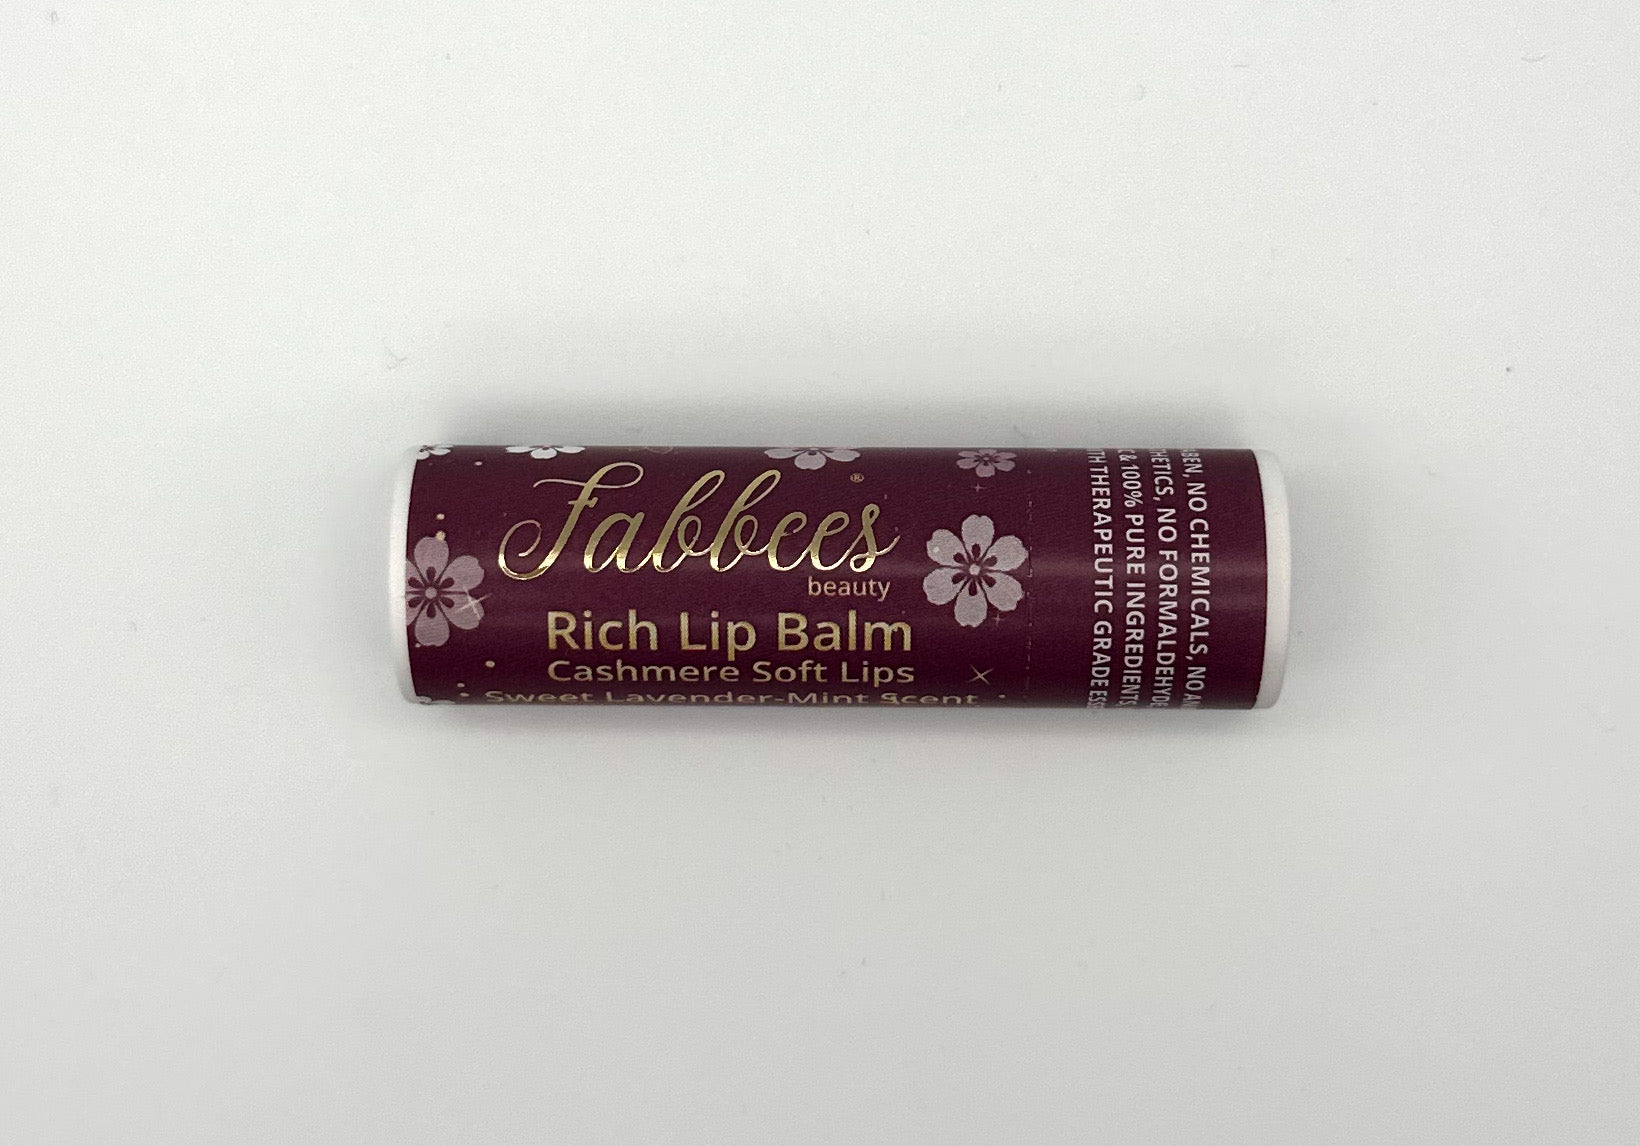 Fabbees®
beauty
Rich Lip Balm
Cashmere Soft Lips
Sweet Lavender-Mint Scent
NO CHEMICALS, NO
NO FORMALDEHYDE
& 100% PURE INGREDIENTS,
THERAPEUTIC GRADE